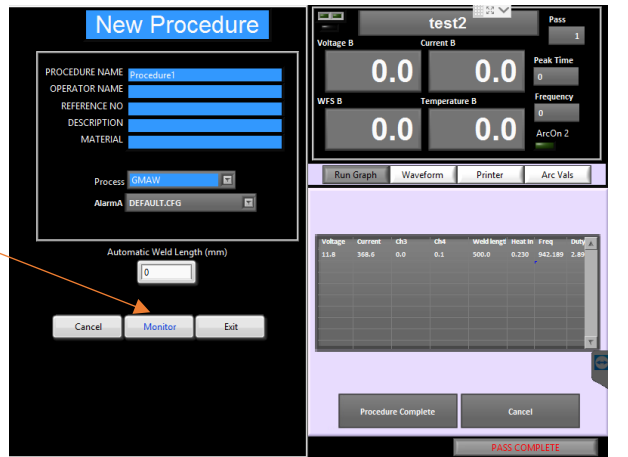 New Procedure
PROCEDURE NAME Procedure1
OPERATOR NAME
REFERENCE NO
DESCRIPTION
MATERIAL
Process GMAW
AlarmA DEFAULT.CFG
Automatic Weld Length (mm)
0
Cancel Monitor Exit
test2
Pass
1
Voltage B Current B
0.0 0.0
Peak Time
0
WFS B Temperature B
0.0 0.0
Frequency
0
ArcOn 2
Run Graph Waveform Printer Arc Vals
Voltage Current Ch3 Ch4 Weld lengt Heat In Freq Duty
11.8 368.6 0.0 0.1 500.0 0.230 942.189 2.89
Procedure Complete Cancel
PASS COMPLETE